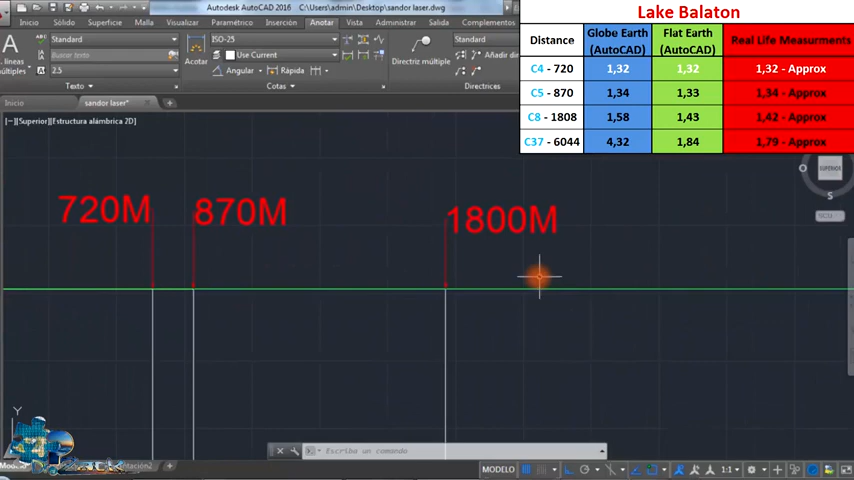 Autodesk AutoCAD 2016 C:\Users\admin\Desktop\sandor laser.dwg
Inicio Sólido Superficie Malla Visualizar Paramétrico Insertar Anotar Vista Administrar Salida Complementos
A Standard ISO-25 Standard
líneas múltiples Buscar texto Acotar Use Current Directriz múltiple
2.5 Angular Rápida
Texto Cotas Directrices
Inicio sandor laser*
[−][Superior][Estructura alámbrica 2D]
Lake Balaton
Distance Globe Earth (AutoCAD) Flat Earth (AutoCAD) Real Life Measurments
C4 - 720 1,32 1,32 1,32 - Approx
C5 - 870 1,34 1,33 1,34 - Approx
C8 - 1808 1,58 1,43 1,42 - Approx
C37 - 6044 4,32 1,84 1,79 - Approx
O
S
720M 870M 1800M
Y
Escriba un comando
MODELO 1:1